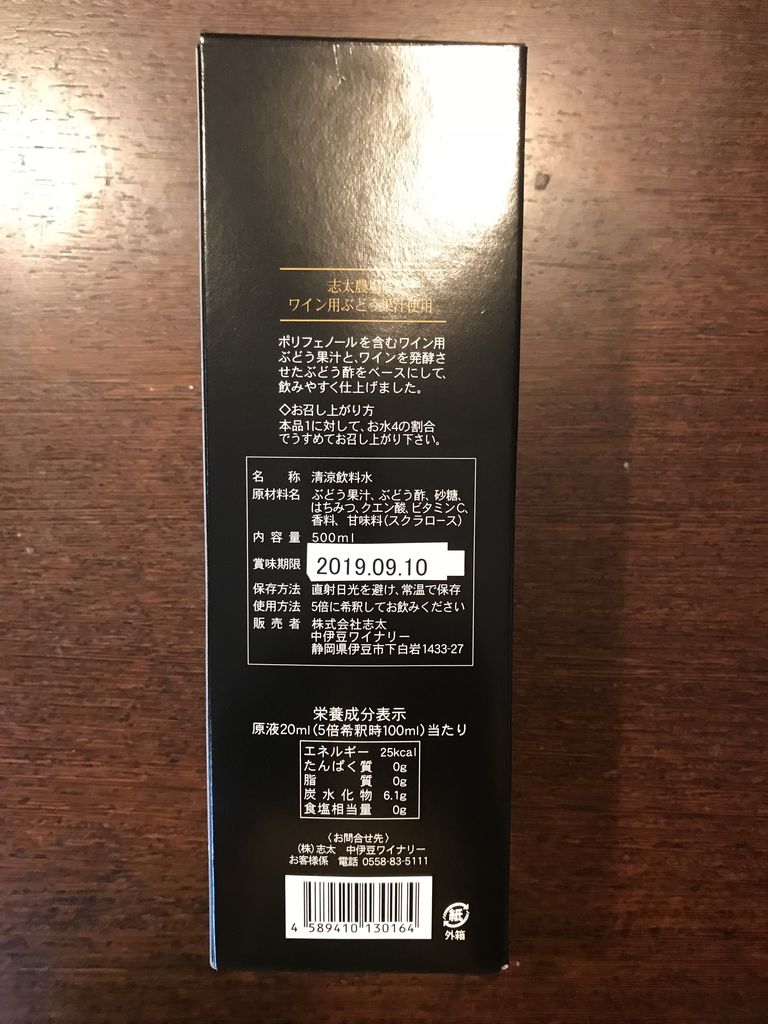 志太農
ワイン用ぶどう果汁使用
ポリフェノールを含むワイン用
ぶどう果汁と、ワインを発酵さ
せたぶどう酢をベースにして、
飲みやすく仕上げました。
◇お召し上がり方
本品1に対して、お水4の割合
でうすめてお召し上がり下さい。
名 称 清涼飲料水
原材料名 ぶどう果汁、ぶどう酢、砂糖、
はちみつ、クエン酸、ビタミンC、
香料、甘味料(スクラロース)
内容量 500ml
賞味期限 2019.09.10
保存方法 直射日光を避け、常温で保存
使用方法 5倍に希釈してお飲みください
販売者 株式会社志太
中伊豆ワイナリー
静岡県伊豆市下白岩1433-27
栄養成分表示
原液20ml(5倍希釈時100ml)当たり
エネルギー 25kcal
たんぱく質 0g
脂質 0g
炭水化物 6.1g
食塩相当量 0g
〈お問合せ先〉
(株)志太 中伊豆ワイナリー
お客様係 電話 0558-83-5111
4 589410 130164
紙
外箱